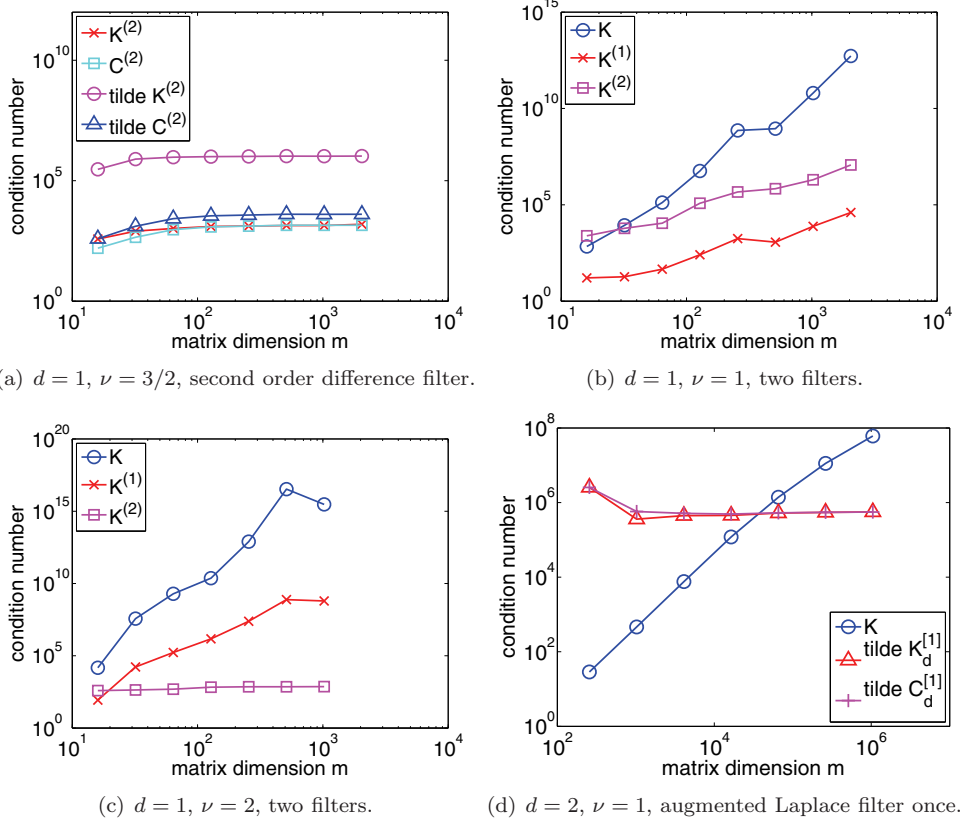 10^10
10^5
10^0
10^1 10^2 10^3 10^4
condition number
matrix dimension m
K^(2)
C^(2)
tilde K^(2)
tilde C^(2)
(a) d = 1, ν = 3/2, second order difference filter.
10^15
10^10
10^5
10^0
10^1 10^2 10^3 10^4
condition number
matrix dimension m
K
K^(1)
K^(2)
(b) d = 1, ν = 1, two filters.
10^20
10^15
10^10
10^5
10^0
10^1 10^2 10^3 10^4
condition number
matrix dimension m
K
K^(1)
K^(2)
(c) d = 1, ν = 2, two filters.
10^8
10^6
10^4
10^2
10^0
10^2 10^4 10^6
condition number
matrix dimension m
K
tilde K_d^[1]
tilde C_d^[1]
(d) d = 2, ν = 1, augmented Laplace filter once.